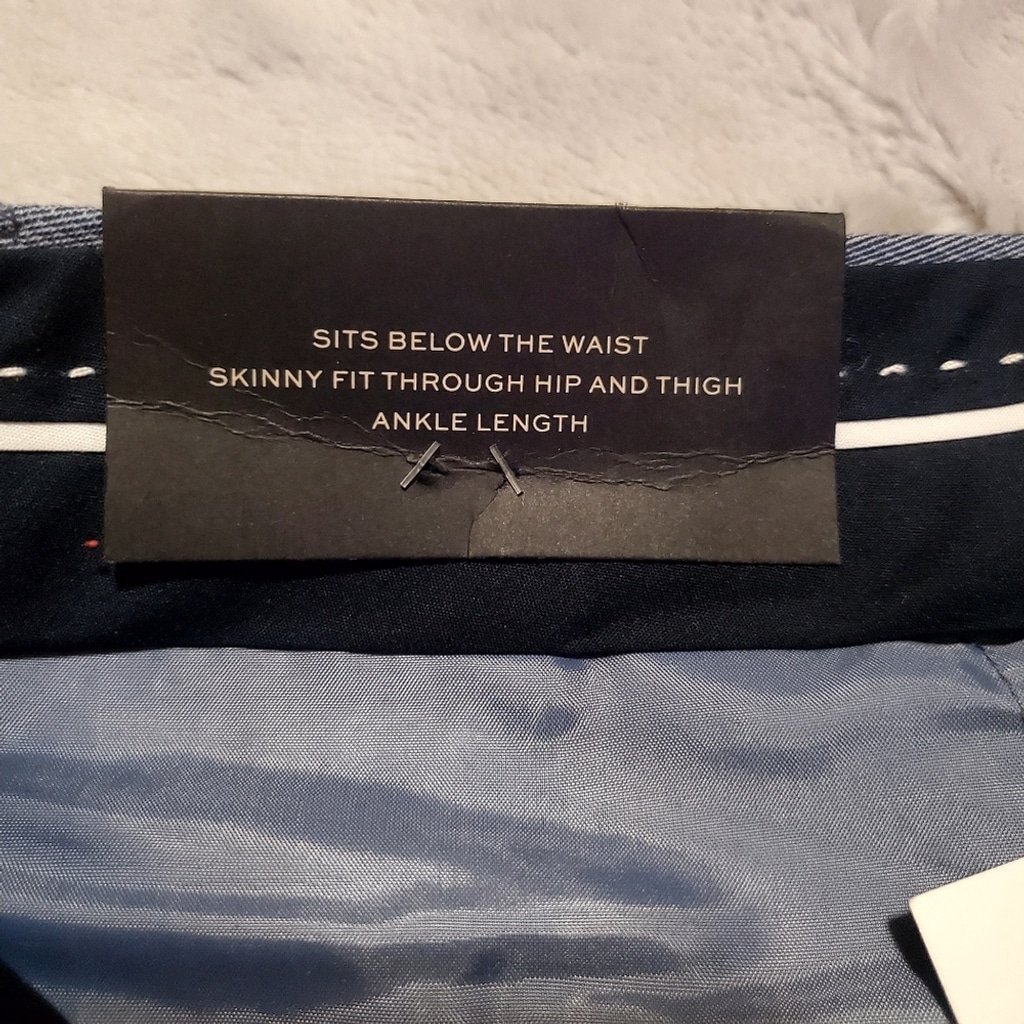 SITS BELOW THE WAIST
SKINNY FIT THROUGH HIP AND THIGH
ANKLE LENGTH